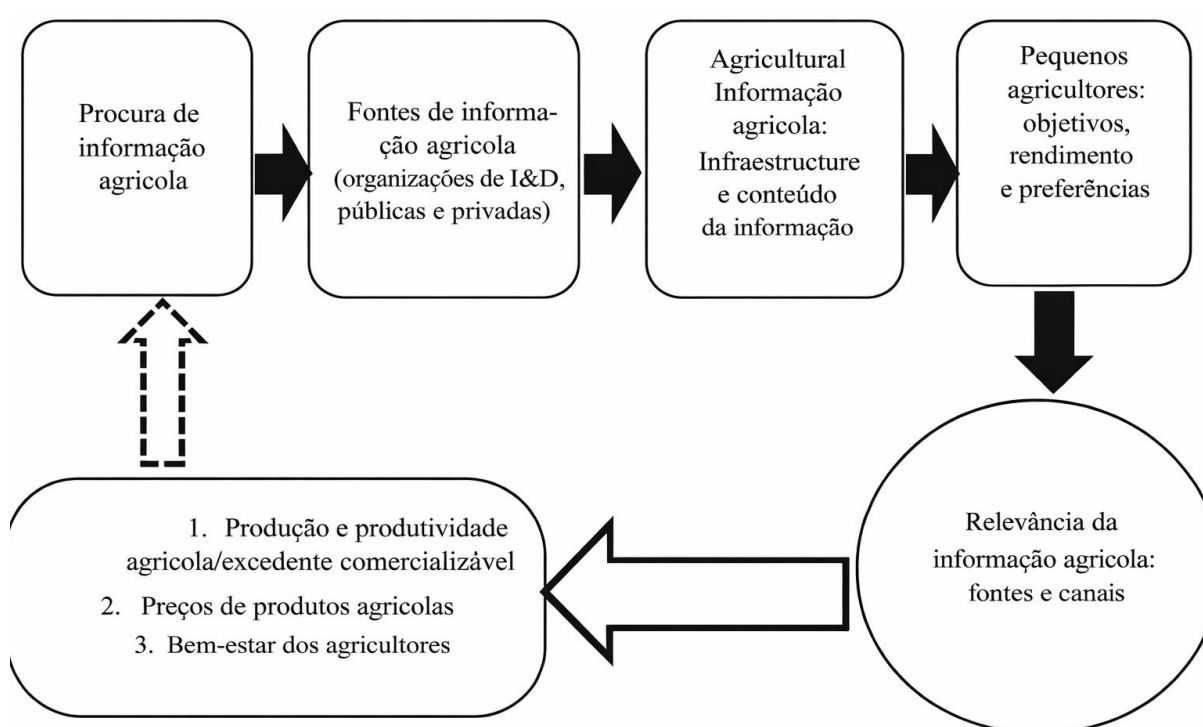 Procura de
informação
agricola
Fontes de informa-
ção agricola
(organizações de I&D,
públicas e privadas)
Agricultural
Informação
agricola:
Infraestructure
e conteúdo
da informação
Pequenos
agricultores:
objetivos,
rendimento
e preferẽncias
Relevância da
informação agricola:
fontes e canais
1. Produção e produtividade
agricola/excedente comercializável
2. Preços de produtos agricolas
3. Bem-estar dos agricultores